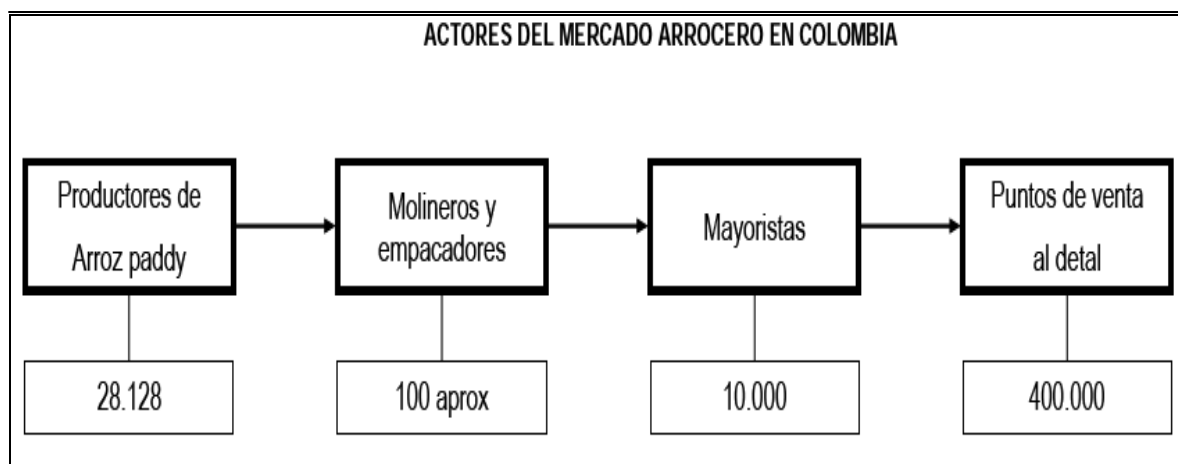 ACTORES DEL MERCADO ARROCERO EN COLOMBIA
Productores de
Arroz paddy
Molineros y
empacadores
Mayoristas
Puntos de venta
al detal
28.128
100 aprox
10.000
400.000